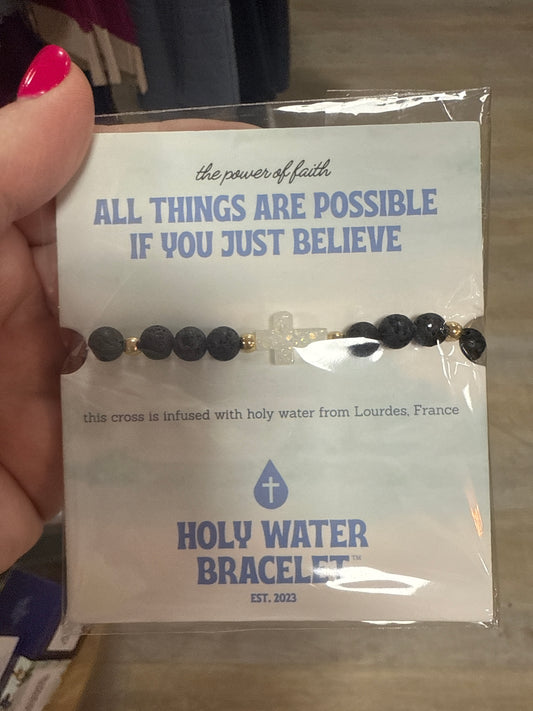 the power of faith
ALL THINGS ARE POSSIBLE
IF YOU JUST BELIEVE
this cross is infused with holy water from Lourdes, France
HOLY WATER
BRACELET™
EST. 2023